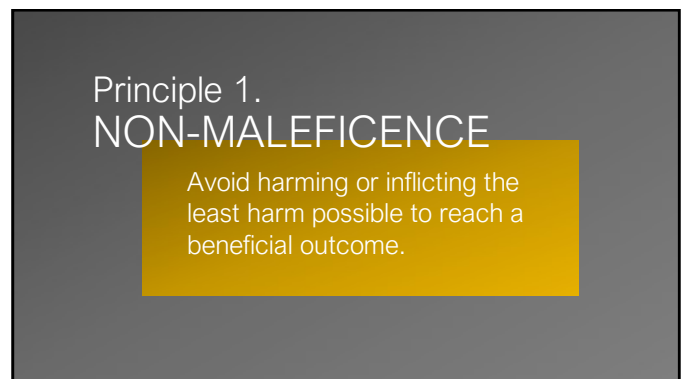 Principle 1.
NON-MALEFICENCE
Avoid harming or inflicting the
least harm possible to reach a
beneficial outcome.